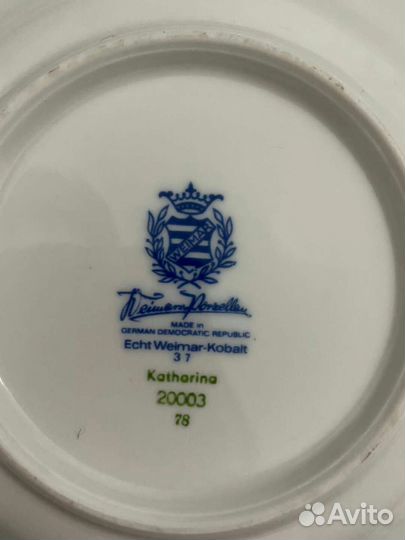 WEIMAR
Weimar Porzellan
MADE in
GERMAN DEMOCRATIC REPUBLIC
Echt Weimar-Kobalt
37
Katharina
20003
78
Avito